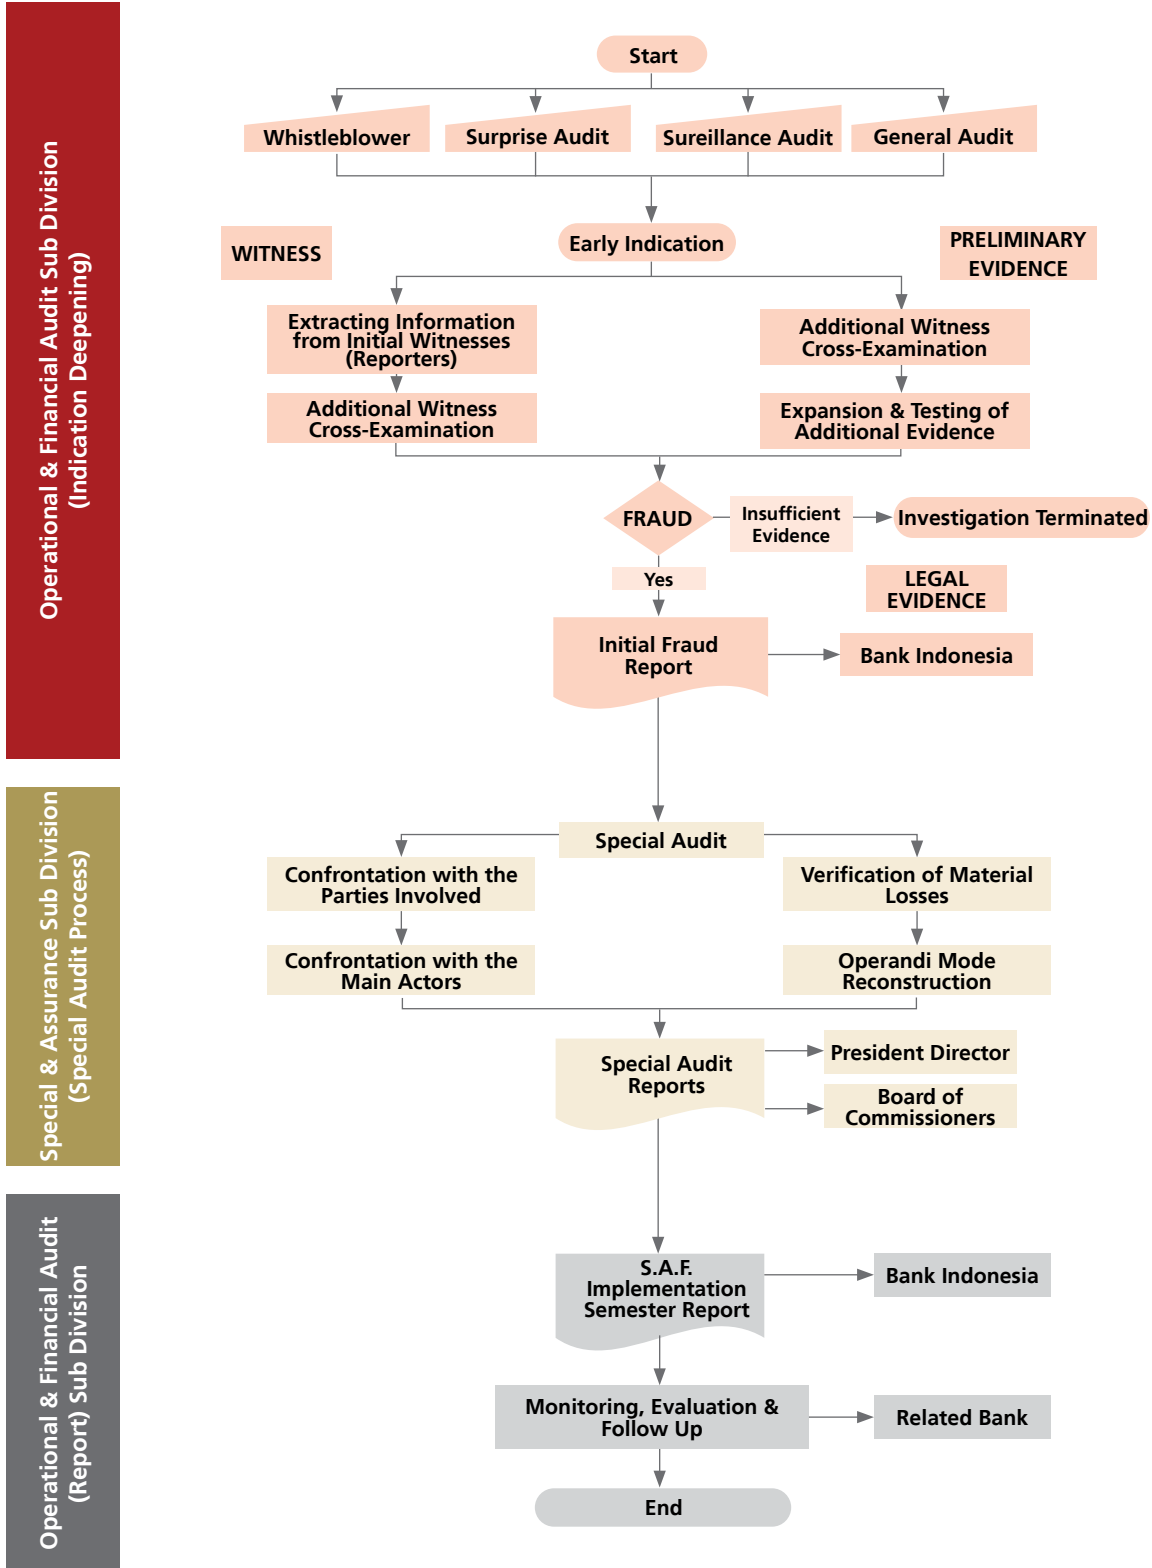 Operational & Financial Audit Sub Division
(Indication Deepening)
Start
Whistleblower
Surprise Audit
Sureillance Audit
General Audit
WITNESS
Early Indication
PRELIMINARY
EVIDENCE
Extracting Information
from Initial Witnesses
(Reporters)
Additional Witness
Cross-Examination
Additional Witness
Cross-Examination
Expansion & Testing of
Additional Evidence
FRAUD
Insufficient
Evidence
Investigation Terminated
Yes
LEGAL
EVIDENCE
Initial Fraud
Report
Bank Indonesia
Special & Assurance Sub Division
(Special Audit Process)
Special Audit
Confrontation with the
Parties Involved
Verification of Material
Losses
Confrontation with the
Main Actors
Operandi Mode
Reconstruction
Special Audit
Reports
President Director
Board of
Commissioners
Operational & Financial Audit
(Report) Sub Division
S.A.F.
Implementation
Semester Report
Bank Indonesia
Monitoring, Evaluation &
Follow Up
Related Bank
End